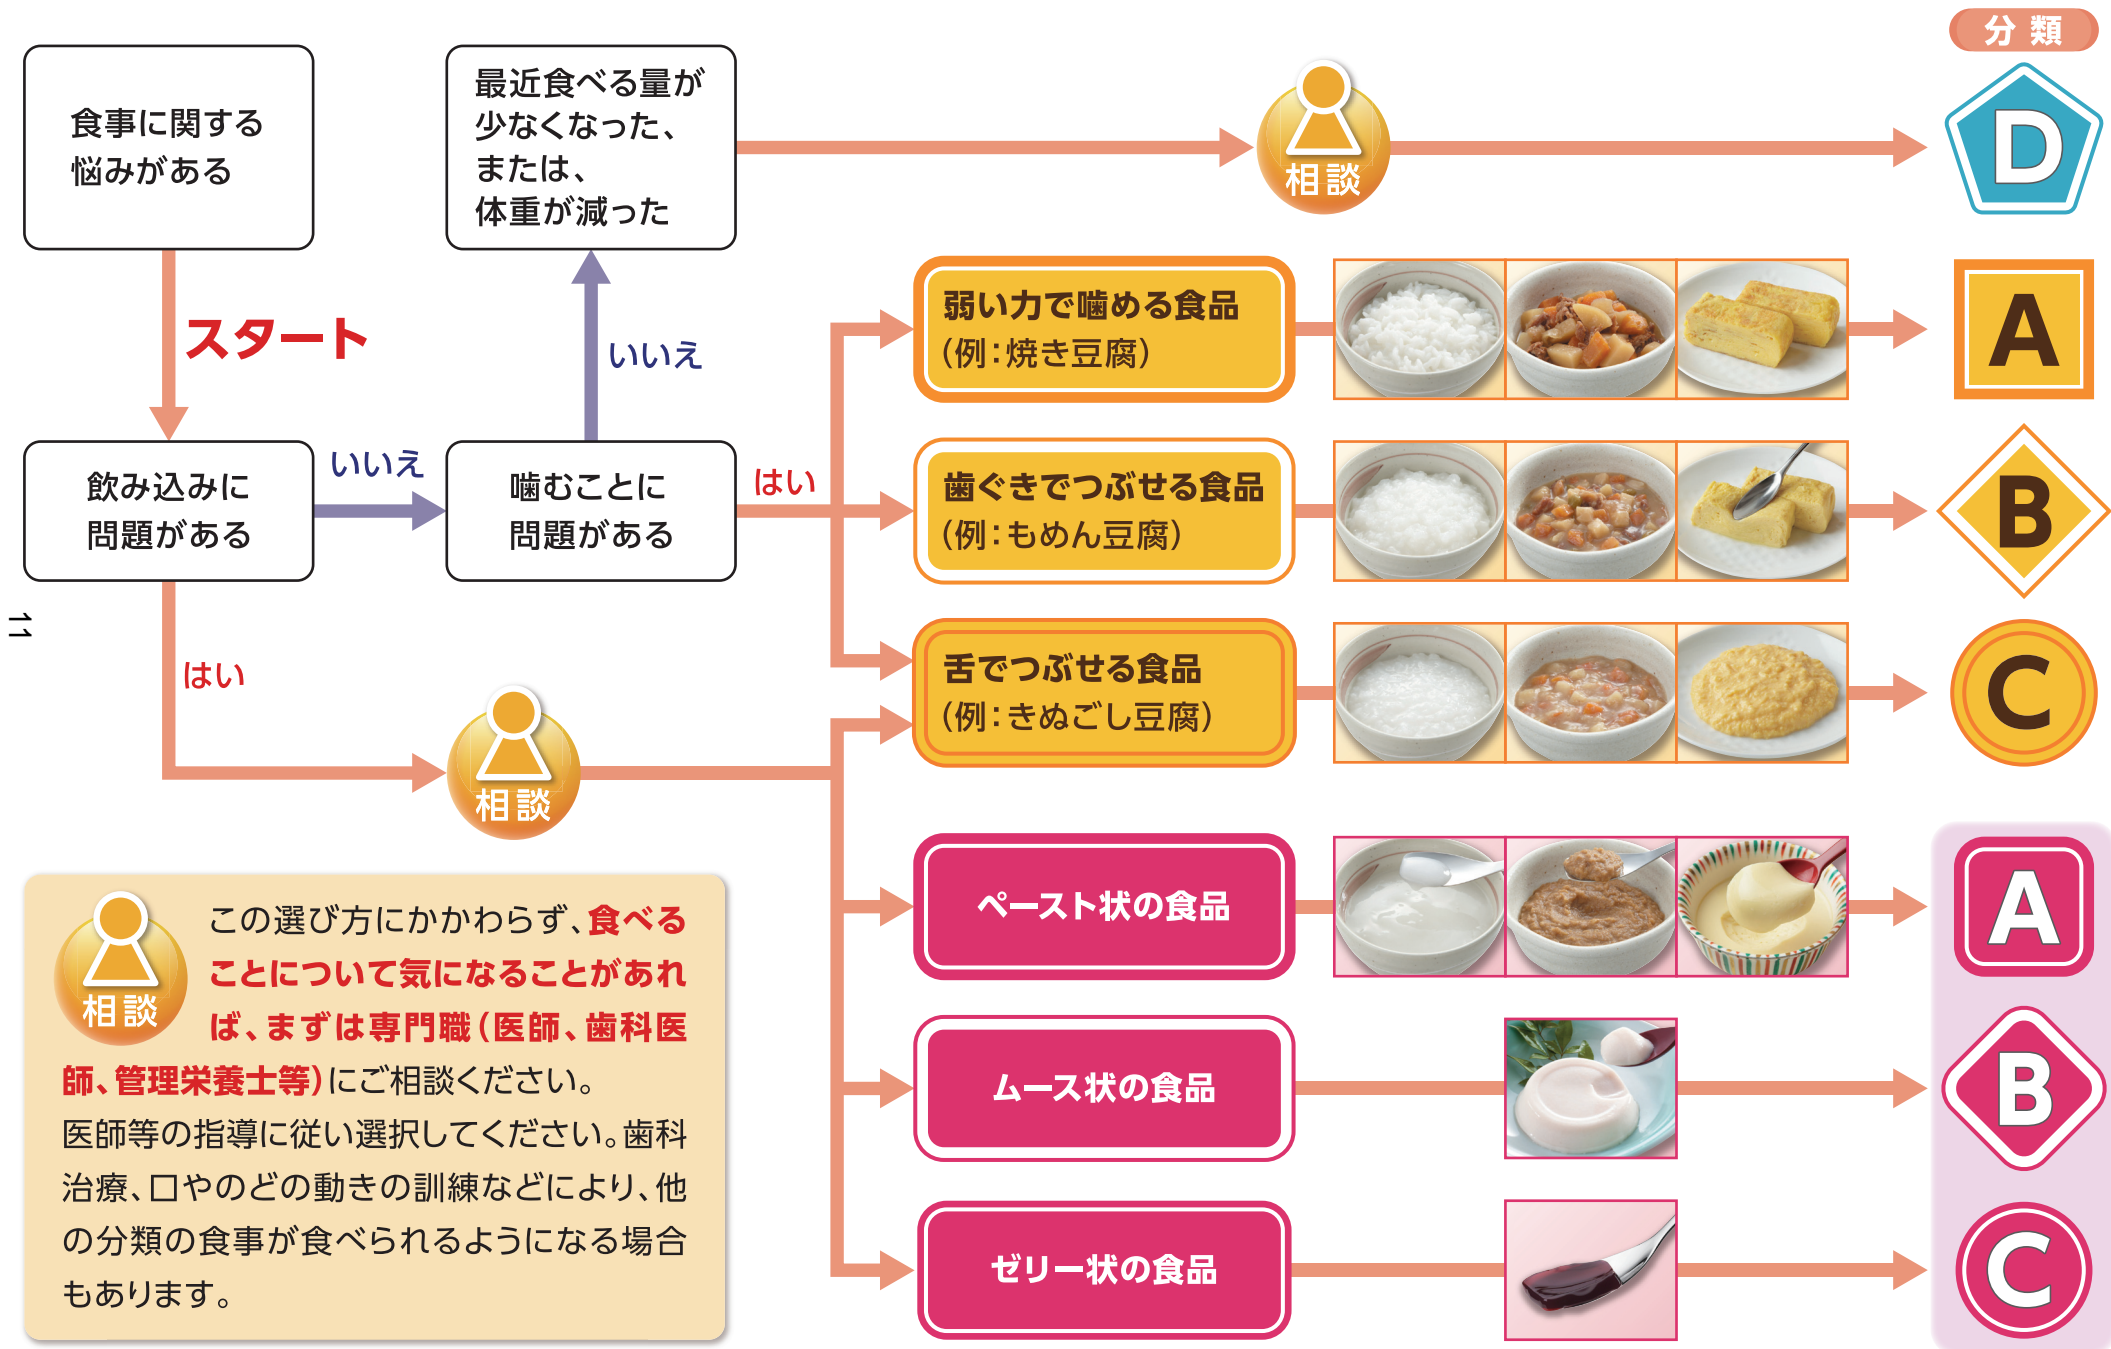 分類
食事に関する
悩みがある
最近食べる量が
少なくなった、
または、
体重が減った
相談
D
スタート
いいえ
弱い力で噛める食品
（例：焼き豆腐）
A
飲み込みに
問題がある
いいえ
噛むことに
問題がある
はい
歯ぐきでつぶせる食品
（例：もめん豆腐）
B
11
はい
舌でつぶせる食品
（例：きぬごし豆腐）
C
相談
ペースト状の食品
A
ムース状の食品
B
ゼリー状の食品
C
相談
この選び方にかかわらず、食べる
ことについて気になることがあれ
ば、まずは専門職（医師、歯科医
師、管理栄養士等）にご相談ください。
医師等の指導に従い選択してください。歯科
治療、口やのどの動きの訓練などにより、他
の分類の食事が食べられるようになる場合
もあります。